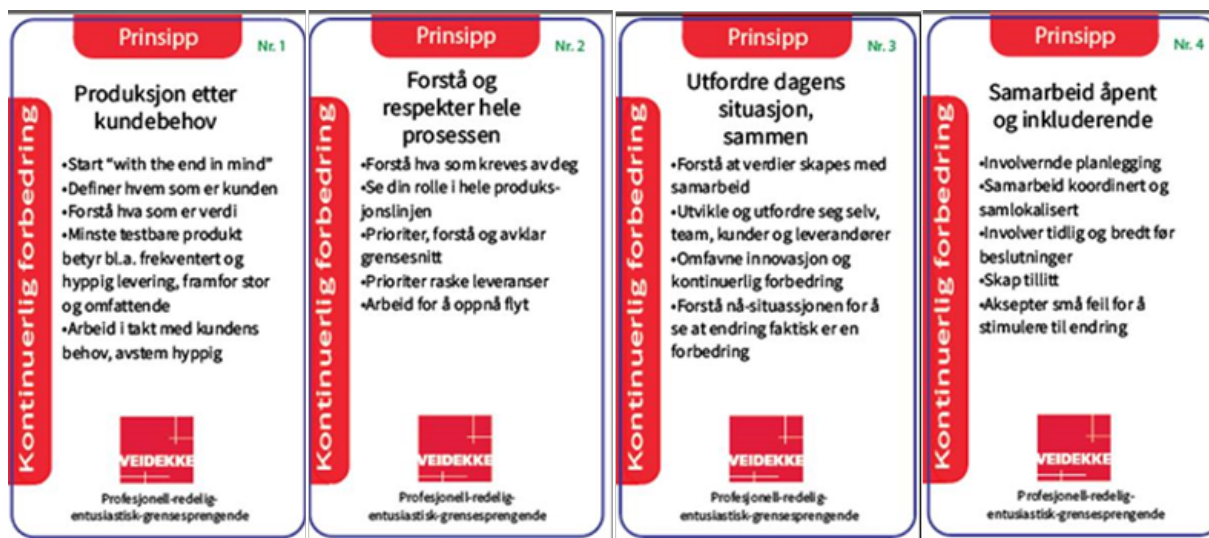 Prinsipp
Nr. 1
Kontinuerlig forbedring
Produksjon etter
kundebehov
•Start "with the end in mind"
•Definer hvem som er kunden
•Forstå hva som er verdi
•Minste testbare produkt
betyr bl.a. frekventert og
hyppig levering, framfor stor
og omfattende
•Arbeid i takt med kundens
behov, avstem hyppig
VEIDEKKE
Profesjonell-redelig-
entusiastisk-grensesprengende
Prinsipp
Nr. 2
Kontinuerlig forbedring
Forstå og
respekter hele
prosessen
•Forstå hva som kreves av deg
•Se din rolle i hele produks-
jonslinjen
•Prioriter, forstå og avklar
grensesnitt
•Prioriter raske leveranser
•Arbeid for å oppnå flyt
VEIDEKKE
Profesjonell-redelig-
entusiastisk-grensesprengende
Prinsipp
Nr. 3
Kontinuerlig forbedring
Utfordre dagens
situasjon,
sammen
•Forstå at verdier skapes med
samarbeid
•Utvikle og utfordre seg selv,
team, kunder og leverandører
•Omfavne innovasjon og
kontinuerlig forbedring
•Forstå nå-situassjonen for å
se at endring faktisk er en
forbedring
VEIDEKKE
Profesjonell-redelig-
entusiastisk-grensesprengende
Prinsipp
Nr. 4
Kontinuerlig forbedring
Samarbeid åpent
og inkluderende
•Involvernde planlegging
•Samarbeid koordinert og
samlokalisert
•Involver tidlig og bredt før
beslutninger
•Skap tillitt
•Aksepter små feil for å
stimulere til endring
VEIDEKKE
Profesjonell-redelig-
entusiastisk-grensesprengende